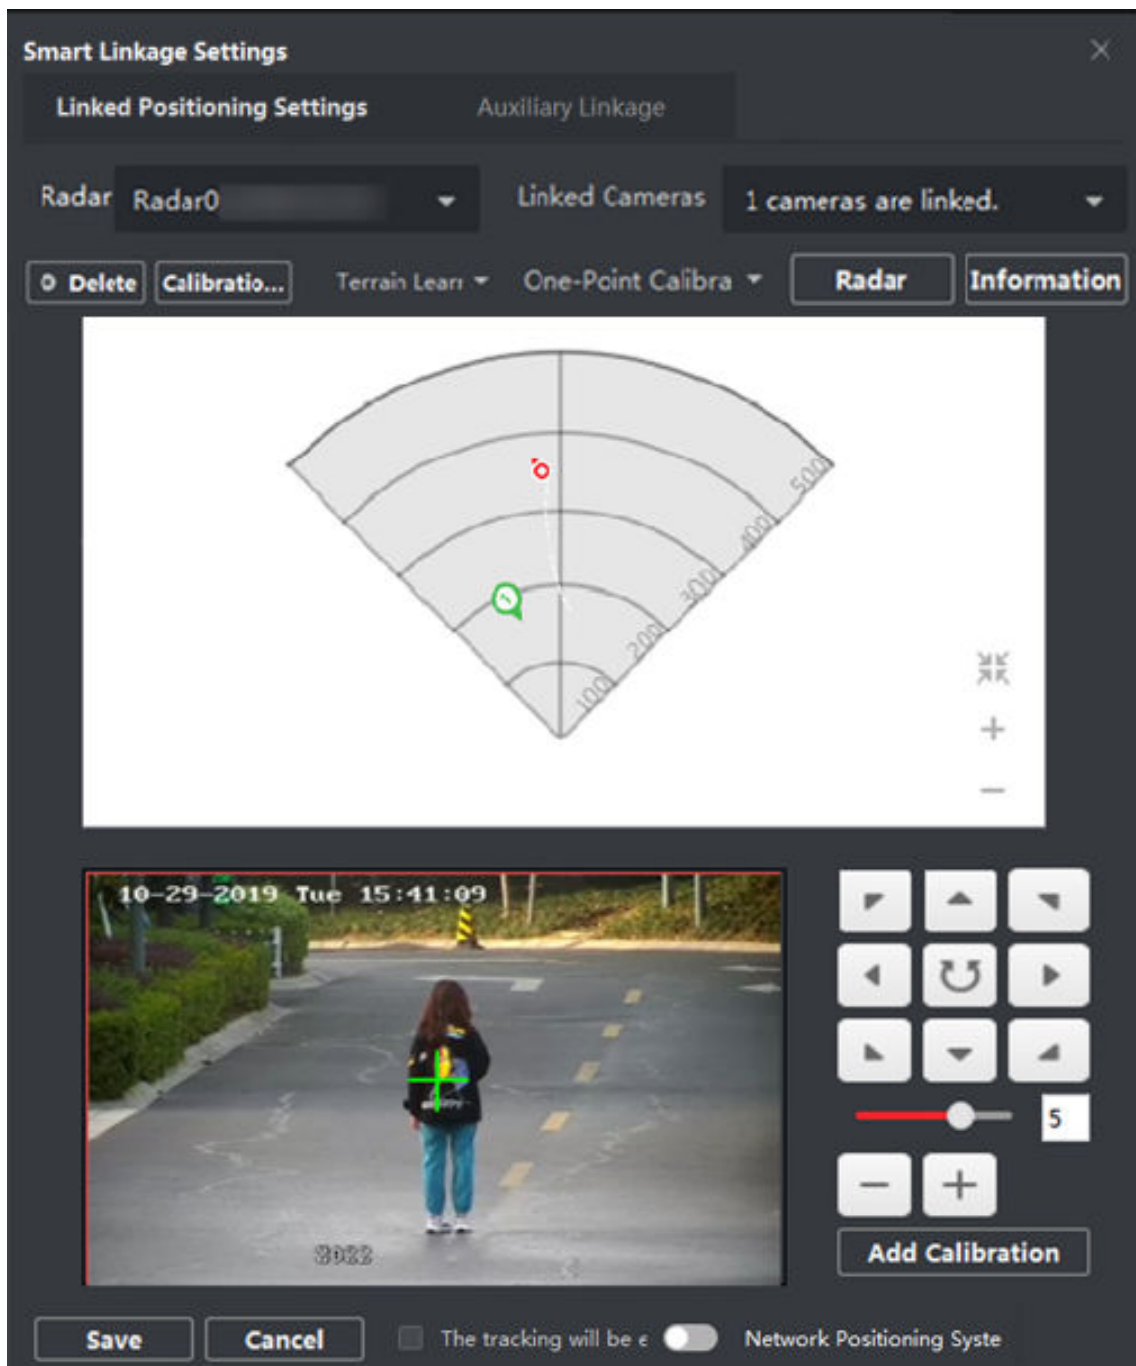 Smart Linkage Settings
Linked Positioning Settings Auxiliary Linkage
Radar Radar0 Linked Cameras 1 cameras are linked.
Delete Calibratio... Terrain Learr One-Point Calibra Radar Information
500
400
300
200
100
1
10-29-2019 Tue 15:41:09
5
Add Calibration
Save Cancel The tracking will be e Network Positioning Syste